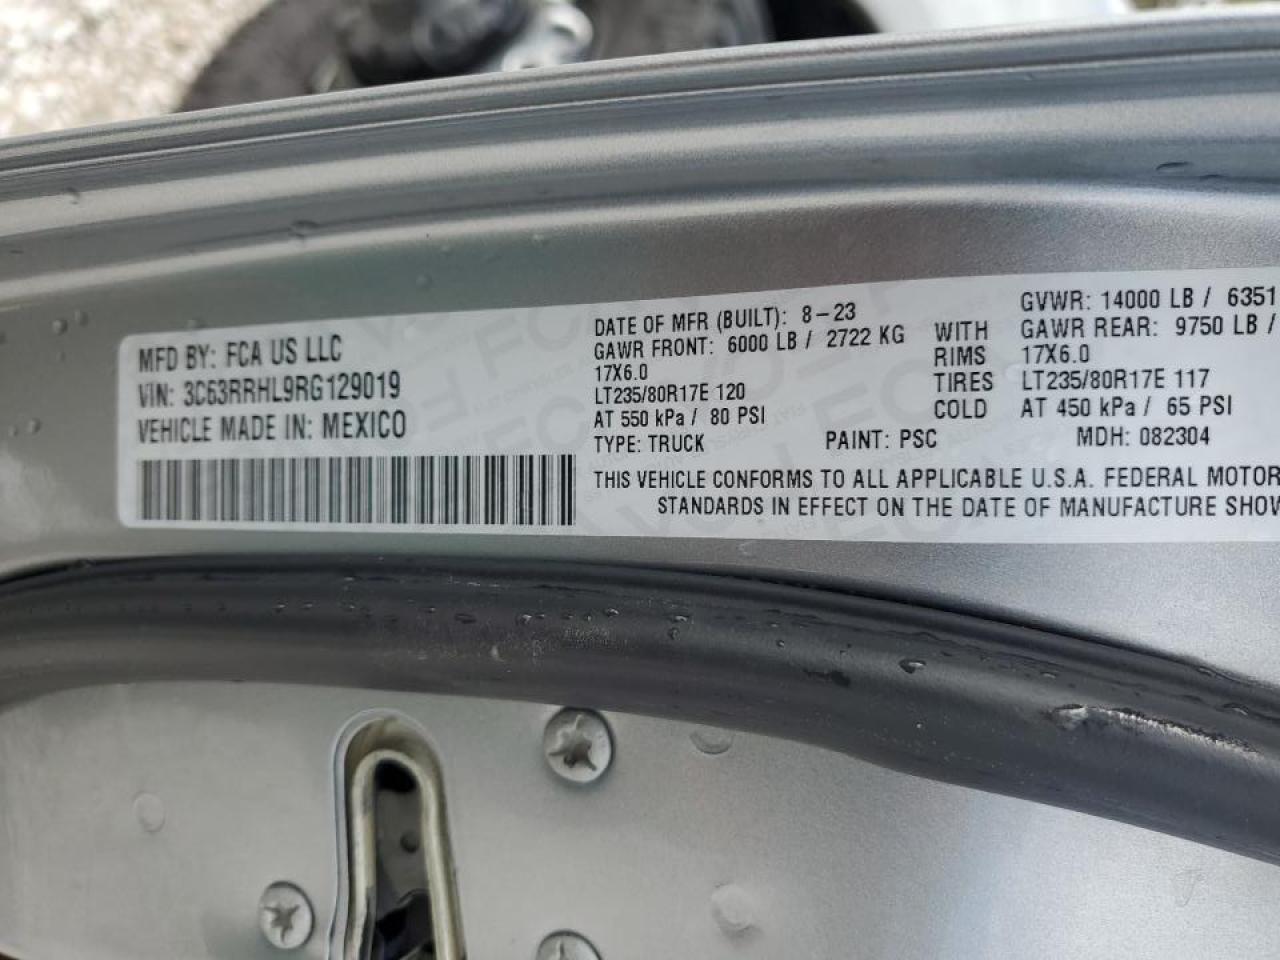 MFD BY: FCA US LLC
VIN: 3C63RRHL9RG129019
VEHICLE MADE IN: MEXICO
DATE OF MFR (BUILT): 8-23
GAWR FRONT: 6000 LB / 2722 KG
17X6.0
LT235/80R17E 120
AT 550 kPa / 80 PSI
TYPE: TRUCK
WITH
RIMS
TIRES
COLD
GVWR: 14000 LB / 6351
GAWR REAR: 9750 LB /
17X6.0
LT235/80R17E 117
AT 450 kPa / 65 PSI
PAINT: PSC
MDH: 082304
THIS VEHICLE CONFORMS TO ALL APPLICABLE U.S.A. FEDERAL MOTOR
STANDARDS IN EFFECT ON THE DATE OF MANUFACTURE SHOW